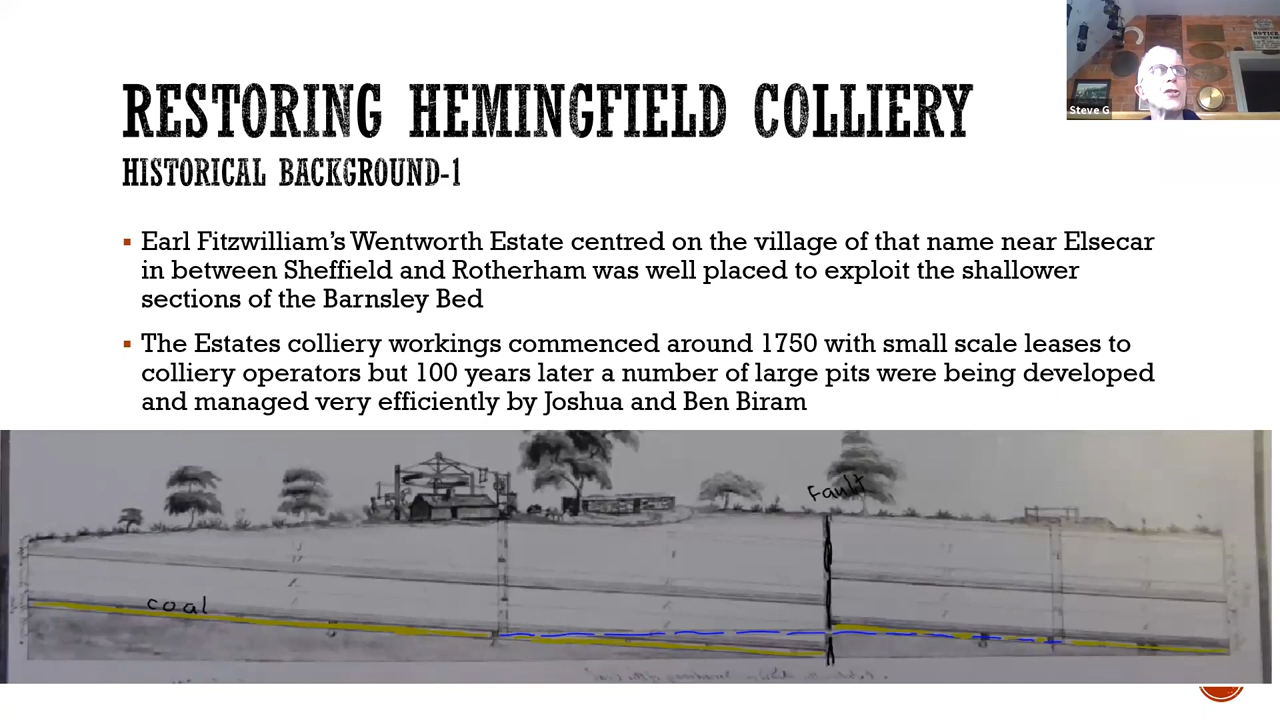 RESTORING HEMINGFIELD COLLIERY
HISTORICAL BACKGROUND-1
Steve G
NOTICE
Earl Fitzwilliam's Wentworth Estate centred on the village of that name near Elsecar
in between Sheffield and Rotherham was well placed to exploit the shallower
sections of the Barnsley Bed
The Estates colliery workings commenced around 1750 with small scale leases to
colliery operators but 100 years later a number of large pits were being developed
and managed very efficiently by Joshua and Ben Biram
Fault
coal